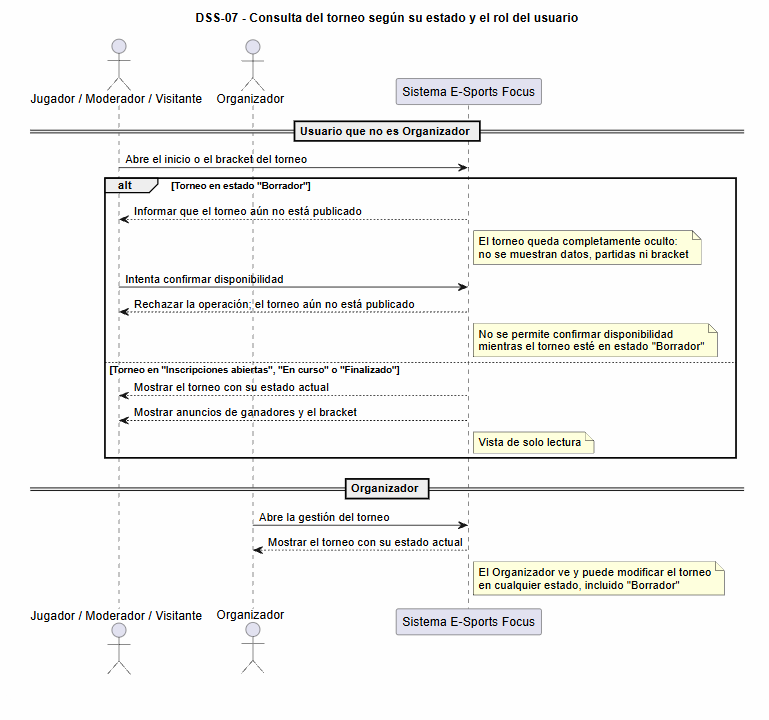 DSS-07 - Consulta del torneo según su estado y el rol del usuario
Jugador / Moderador / Visitante
Organizador
Sistema E-Sports Focus
Usuario que no es Organizador
Abre el inicio o el bracket del torneo
alt
[Torneo en estado "Borrador"]
Informar que el torneo aún no está publicado
El torneo queda completamente oculto:
no se muestran datos, partidas ni bracket
Intenta confirmar disponibilidad
Rechazar la operación; el torneo aún no está publicado
No se permite confirmar disponibilidad
mientras el torneo esté en estado "Borrador"
[Torneo en "Inscripciones abiertas", "En curso" o "Finalizado"]
Mostrar el torneo con su estado actual
Mostrar anuncios de ganadores y el bracket
Vista de solo lectura
Organizador
Abre la gestión del torneo
Mostrar el torneo con su estado actual
El Organizador ve y puede modificar el torneo
en cualquier estado, incluido "Borrador"
Jugador / Moderador / Visitante
Organizador
Sistema E-Sports Focus